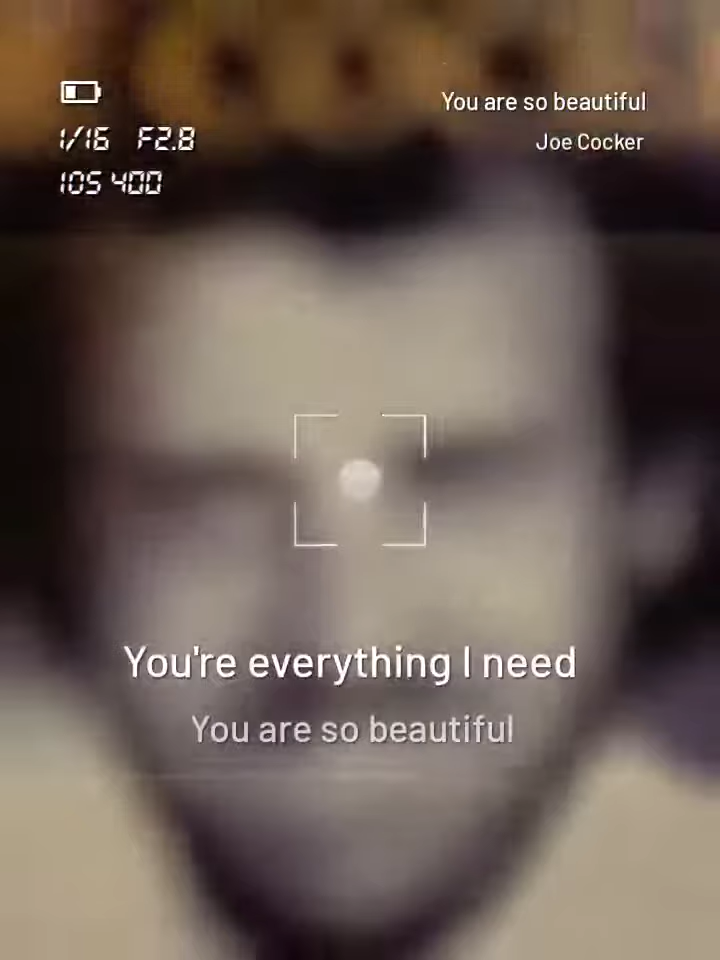 You are so beautiful
Joe Cocker
1/16 F2.8
IOS 400
You're everything I need
You are so beautiful